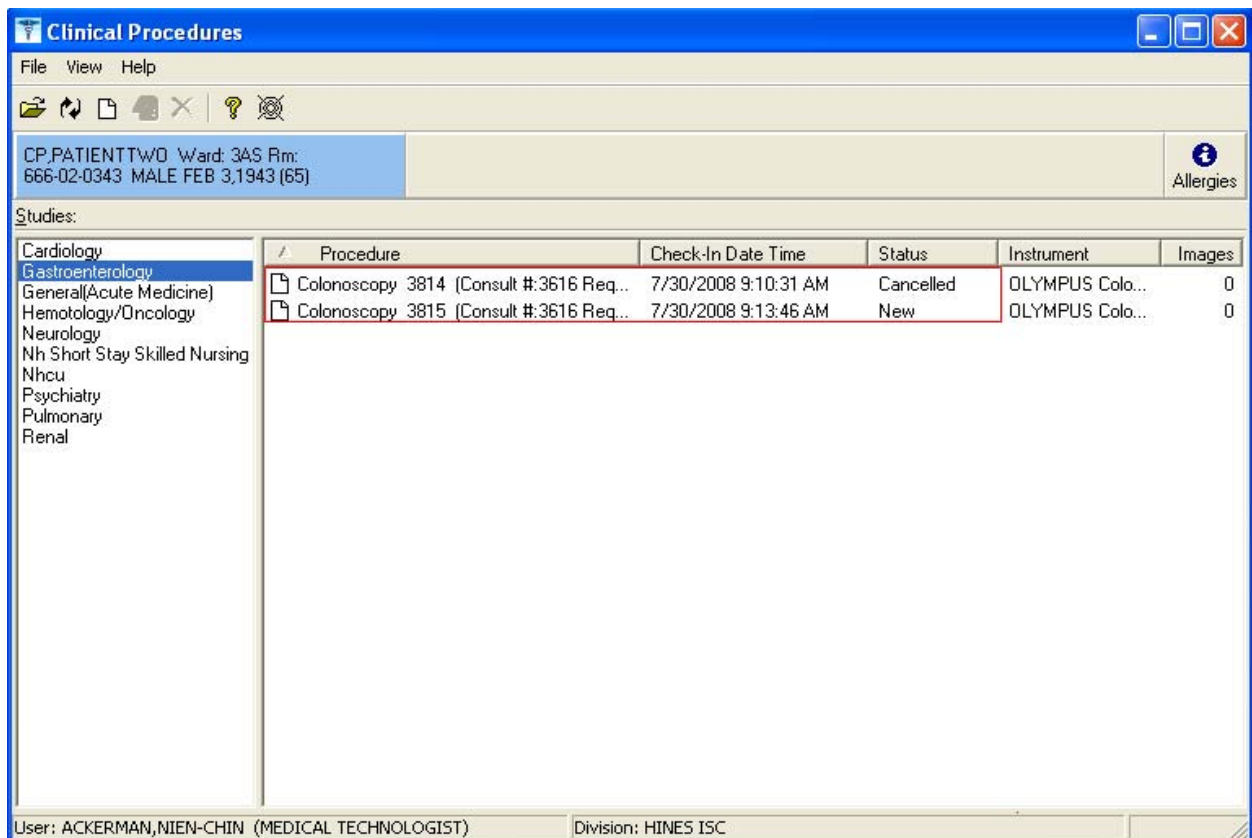 Clinical Procedures
File View Help
CP,PATIENTTWO Ward: 3AS Rm:
666-02-0343 MALE FEB 3,1943 (65)
Allergies
Studies:
Cardiology
Gastroenterology
General(Acute Medicine)
Hemotology/Oncology
Neurology
Nh Short Stay Skilled Nursing
Nhcu
Psychiatry
Pulmonary
Renal
Procedure Check-In Date Time Status Instrument Images
Colonoscopy 3814 (Consult #:3616 Req... 7/30/2008 9:10:31 AM Cancelled OLYMPUS Colo... 0
Colonoscopy 3815 (Consult #:3616 Req... 7/30/2008 9:13:46 AM New OLYMPUS Colo... 0
User: ACKERMAN,NIEN-CHIN (MEDICAL TECHNOLOGIST) Division: HINES ISC